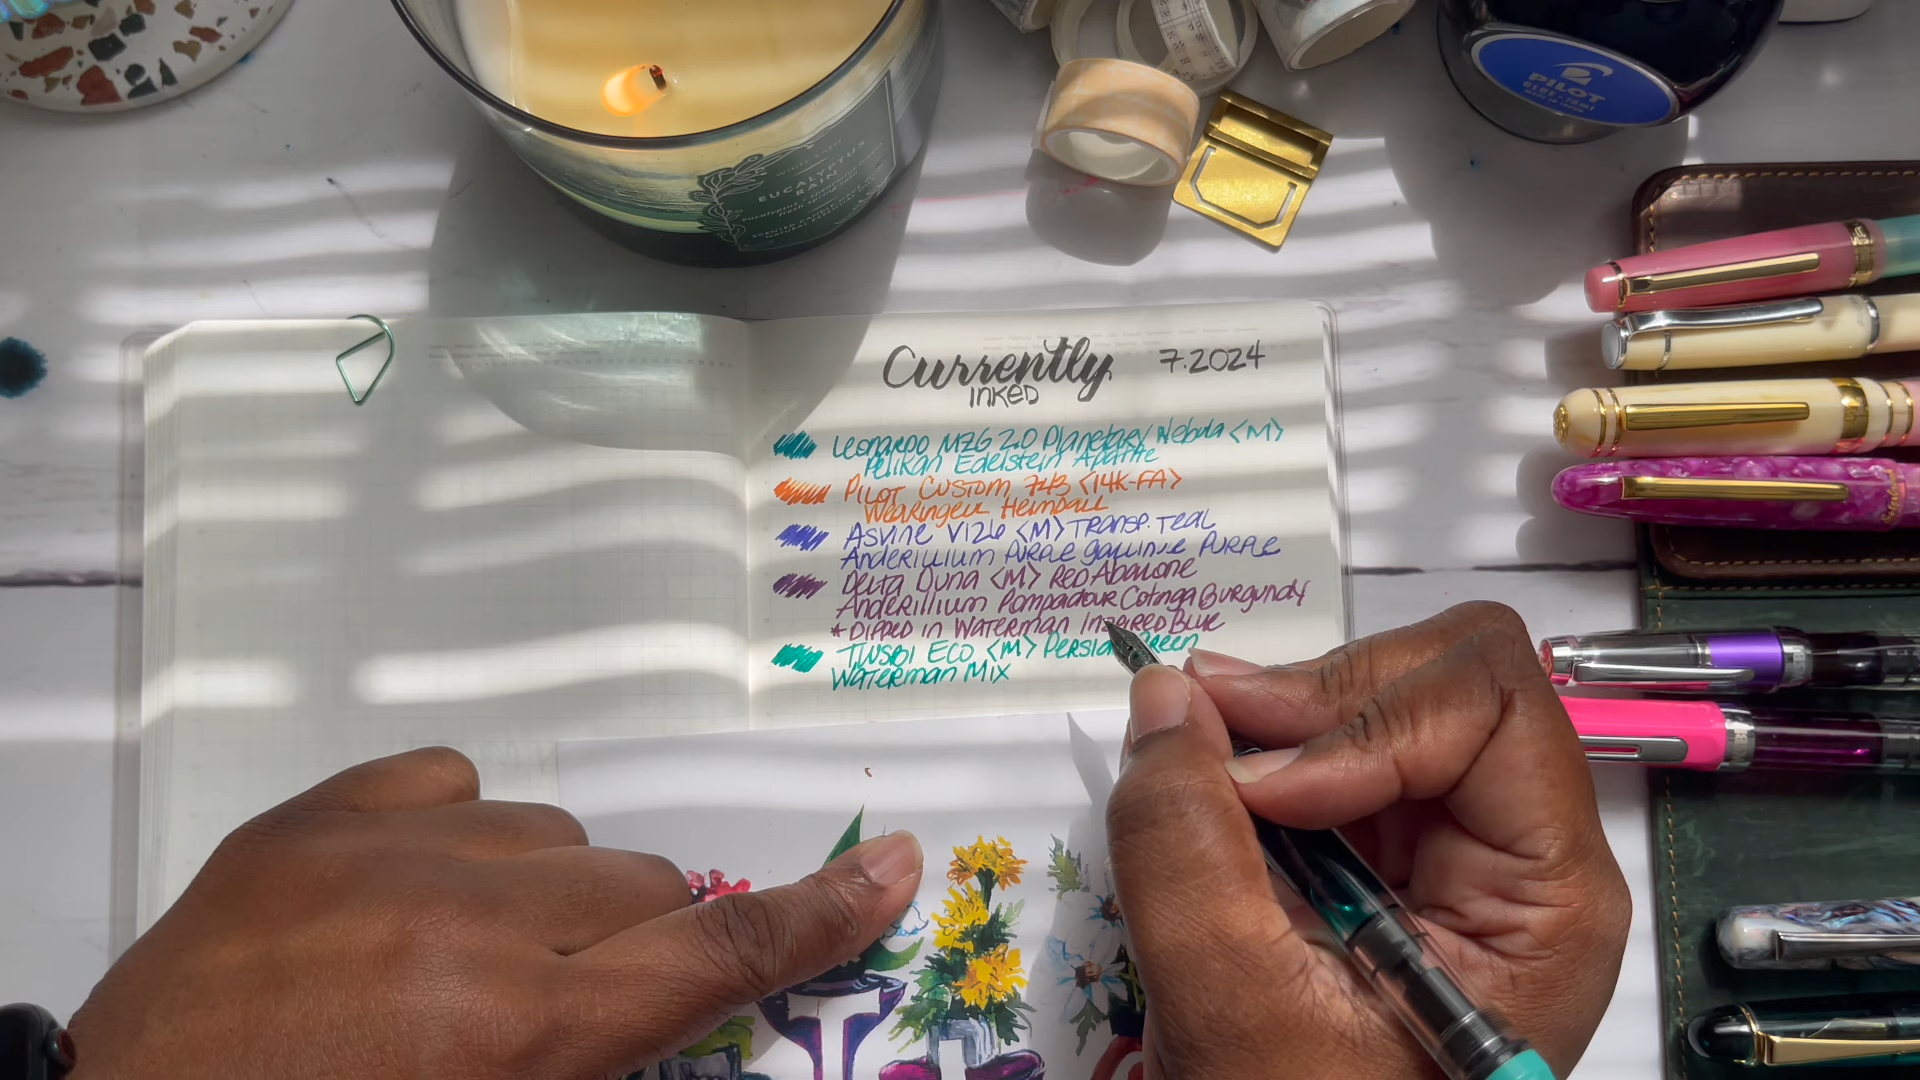 EUCALYPTUS
RAIN
PILOT
Currently
INKED
7.2024
Leonardo MZG 2.0 Planetary Nebula <M>
Pelikan Edelstein Apatite
Pilot Custom 743 <14K-FA>
Wearingeul Heimdall
Asvine V126 <M> Transp. Teal
Anderillium Purple Gallinule Purple
Delta Duna <M> Red Abalone
Anderillium Pompadour Cotinga Burgundy
*Dipped in Waterman Inspired Blue
TWSBI ECO <M> Persian Green
Waterman Mix